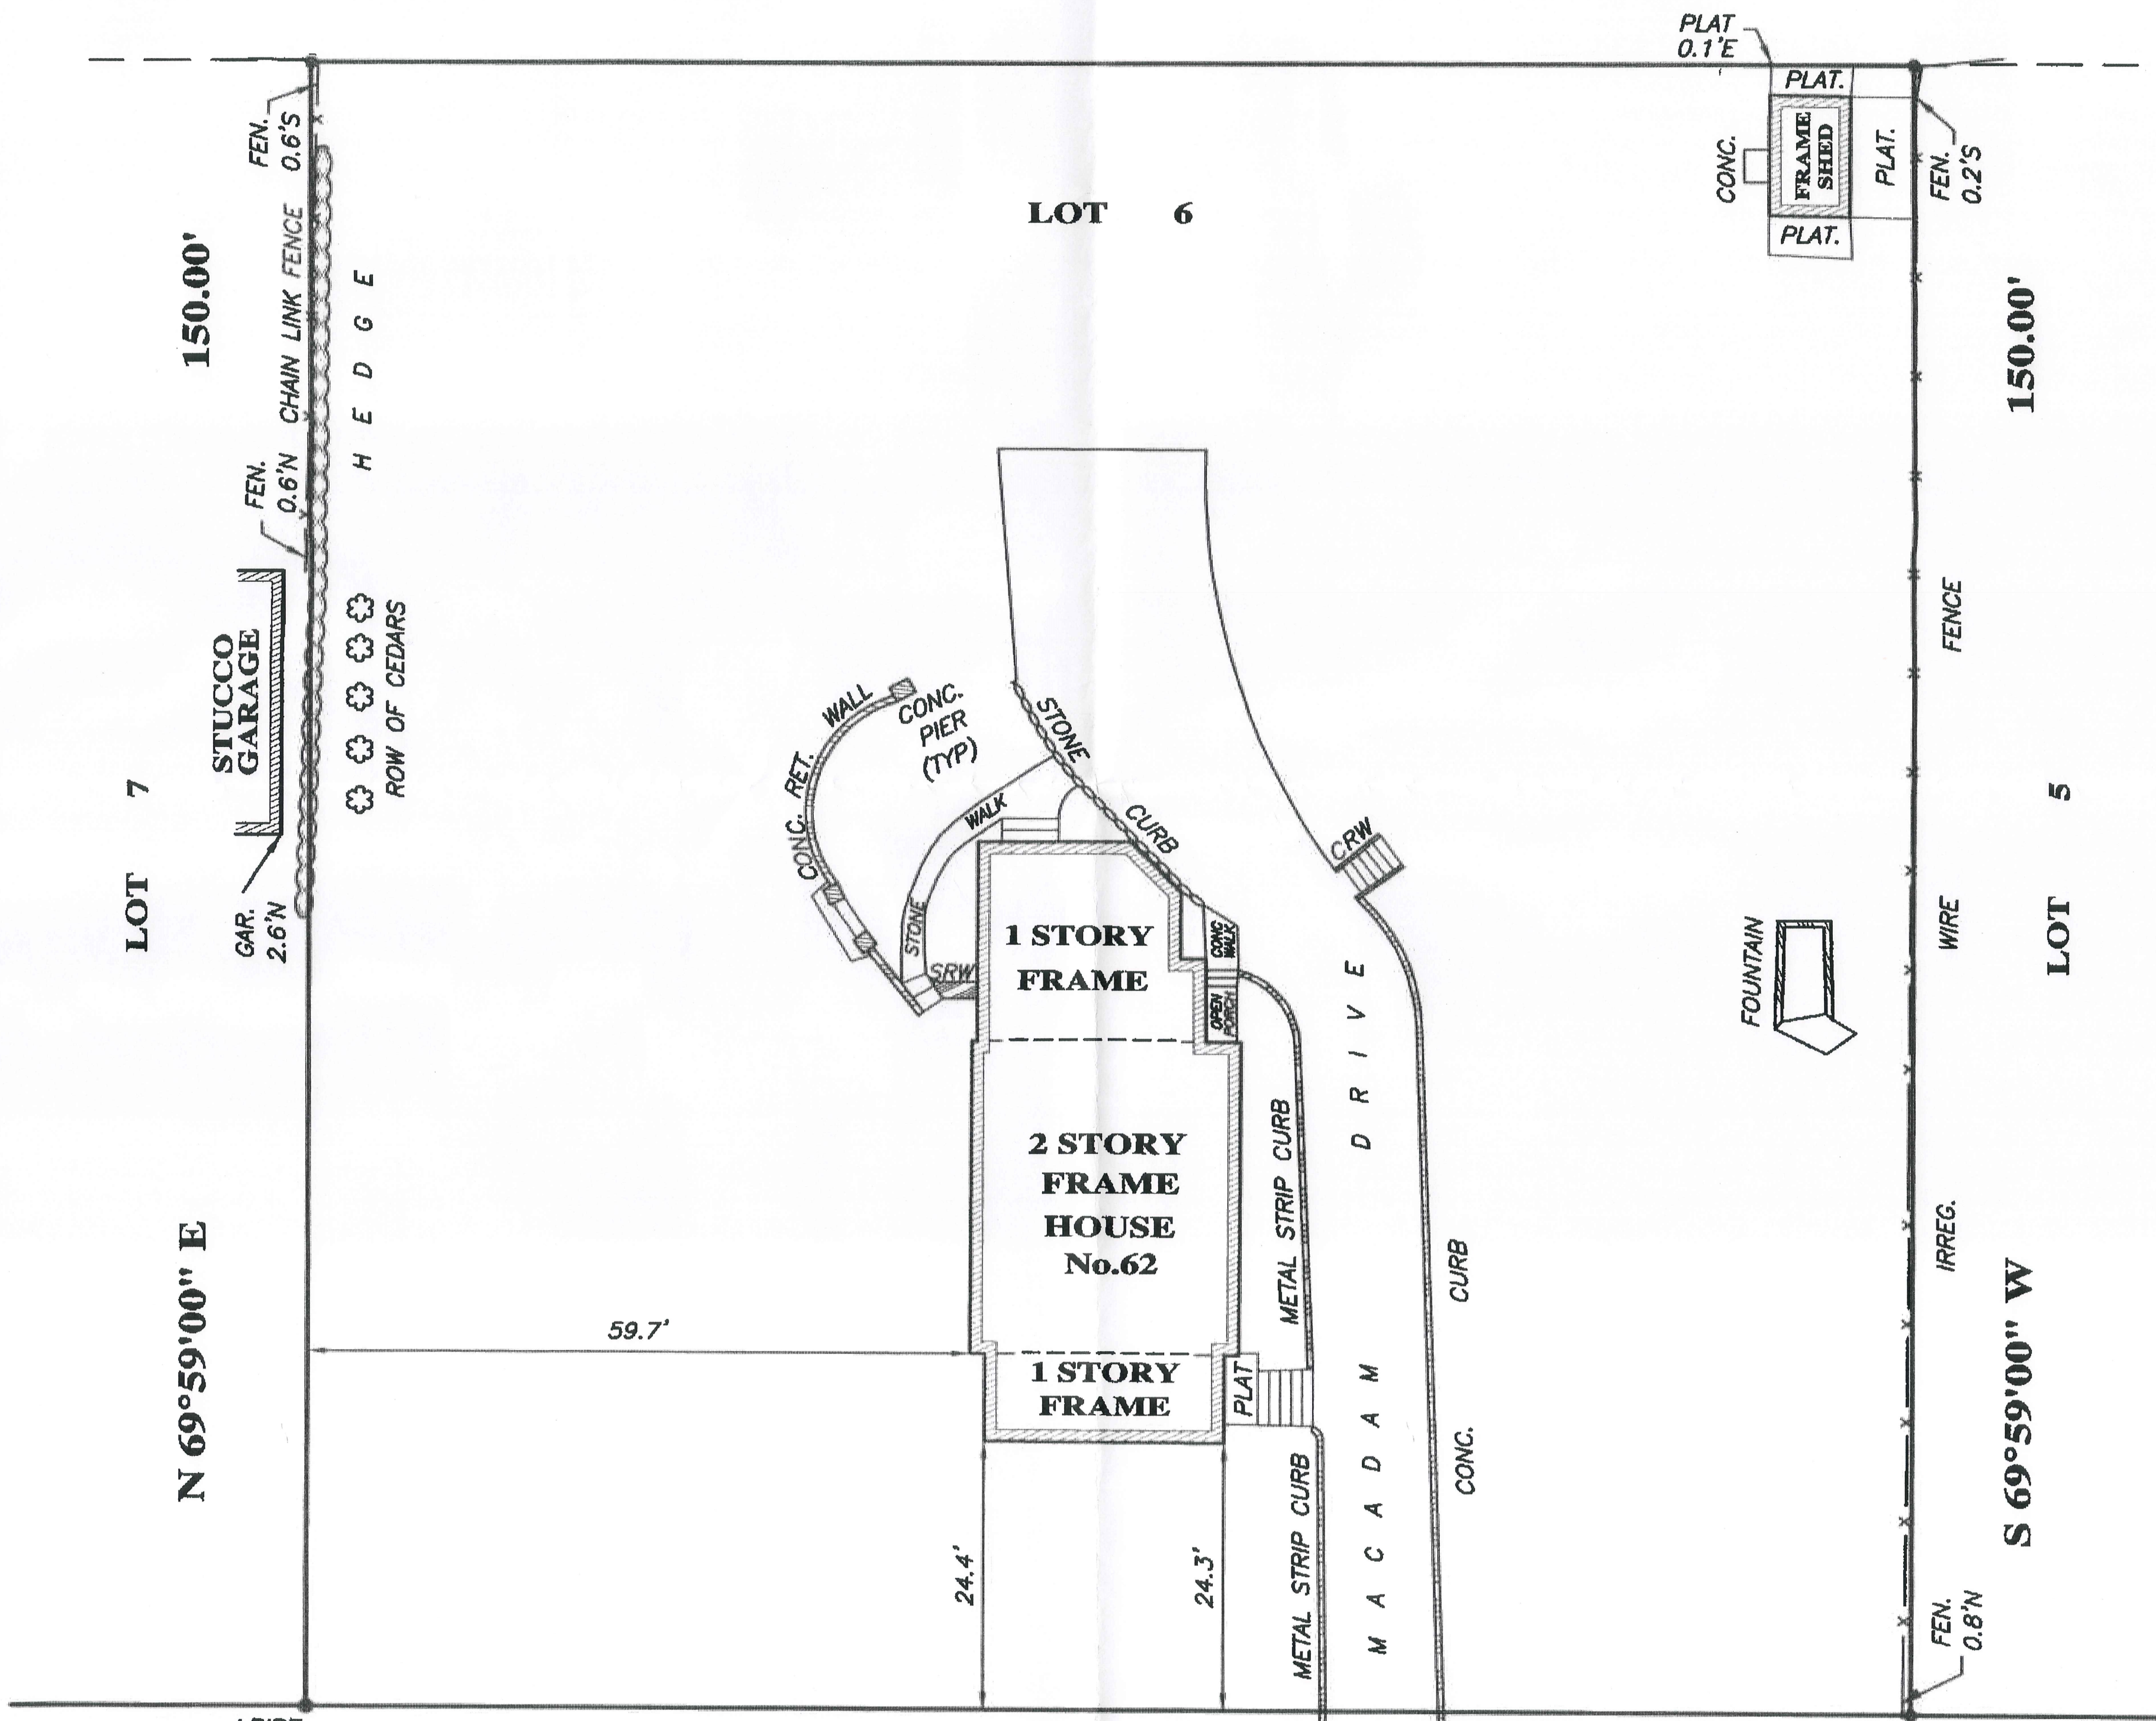 PLAT
0.1'E
PLAT.
FRAME
SHED
PLAT.
PLAT.
CONC.
FEN.
0.2'S
FEN.
0.6'S
CHAIN LINK FENCE
FEN.
0.6'N
HEDGE
150.00'
LOT 6
150.00'
STUCCO
GARAGE
ROW OF CEDARS
LOT 7
GAR.
2.6'N
CONC. RET. WALL
CONC.
PIER
(TYP)
STONE CURB
STONE WALK
SRW
CRW
CONC
WALK
OPEN
PORCH
1 STORY
FRAME
2 STORY
FRAME
HOUSE
No.62
1 STORY
FRAME
PLAT
METAL STRIP CURB
METAL STRIP CURB
MACADAM DRIVE
CONC. CURB
FOUNTAIN
IRREG. WIRE FENCE
LOT 5
N 69°59'00" E
S 69°59'00" W
59.7'
24.4'
24.3'
FEN.
0.8'N